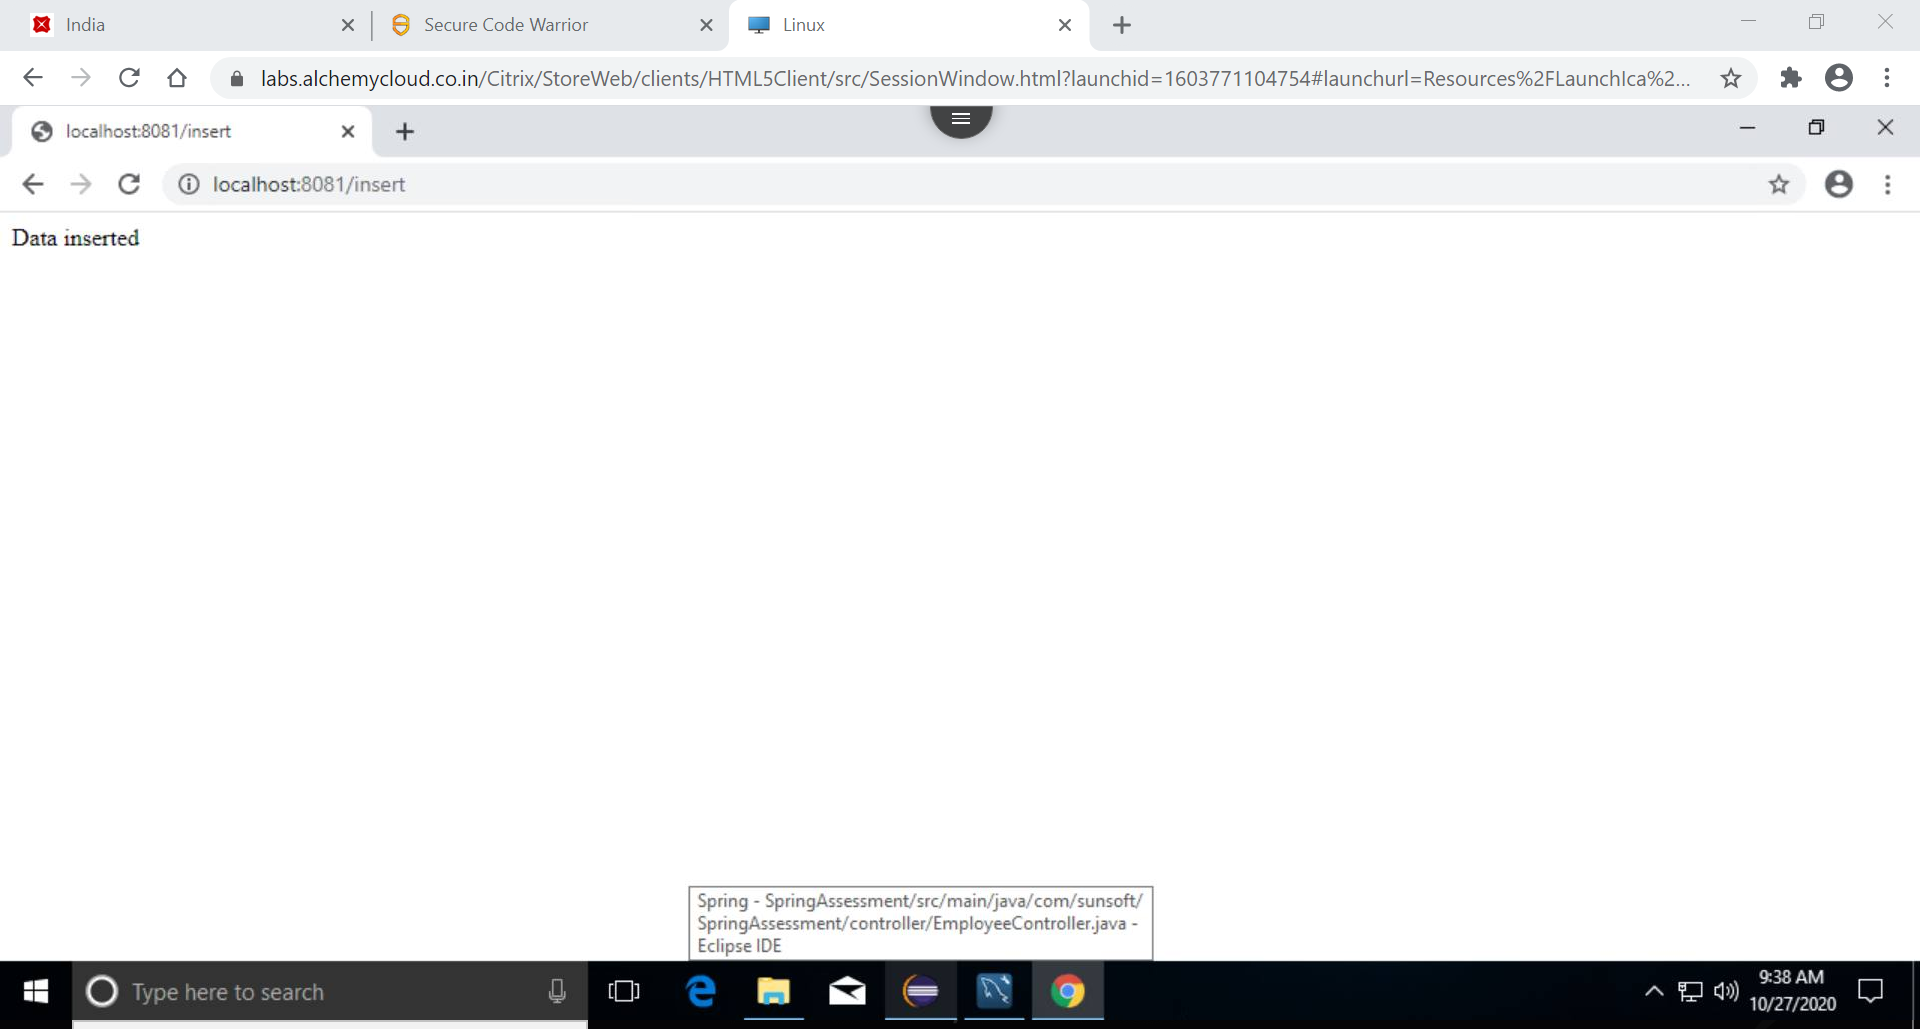 India
Secure Code Warrior
Linux
labs.alchemycloud.co.in/Citrix/StoreWeb/clients/HTML5Client/src/SessionWindow.html?launchid=1603771104754#launchurl=Resources%2FLaunchIca%2...
localhost:8081/insert
localhost:8081/insert
Data inserted
Spring - SpringAssessment/src/main/java/com/sunsoft/
SpringAssessment/controller/EmployeeController.java -
Eclipse IDE
Type here to search
9:38 AM
10/27/2020